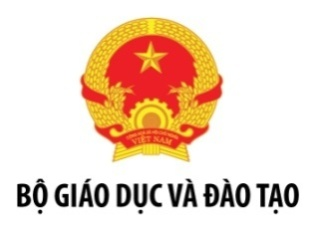 VIỆT NAM
BỘ GIÁO DỤC VÀ ĐÀO TẠO